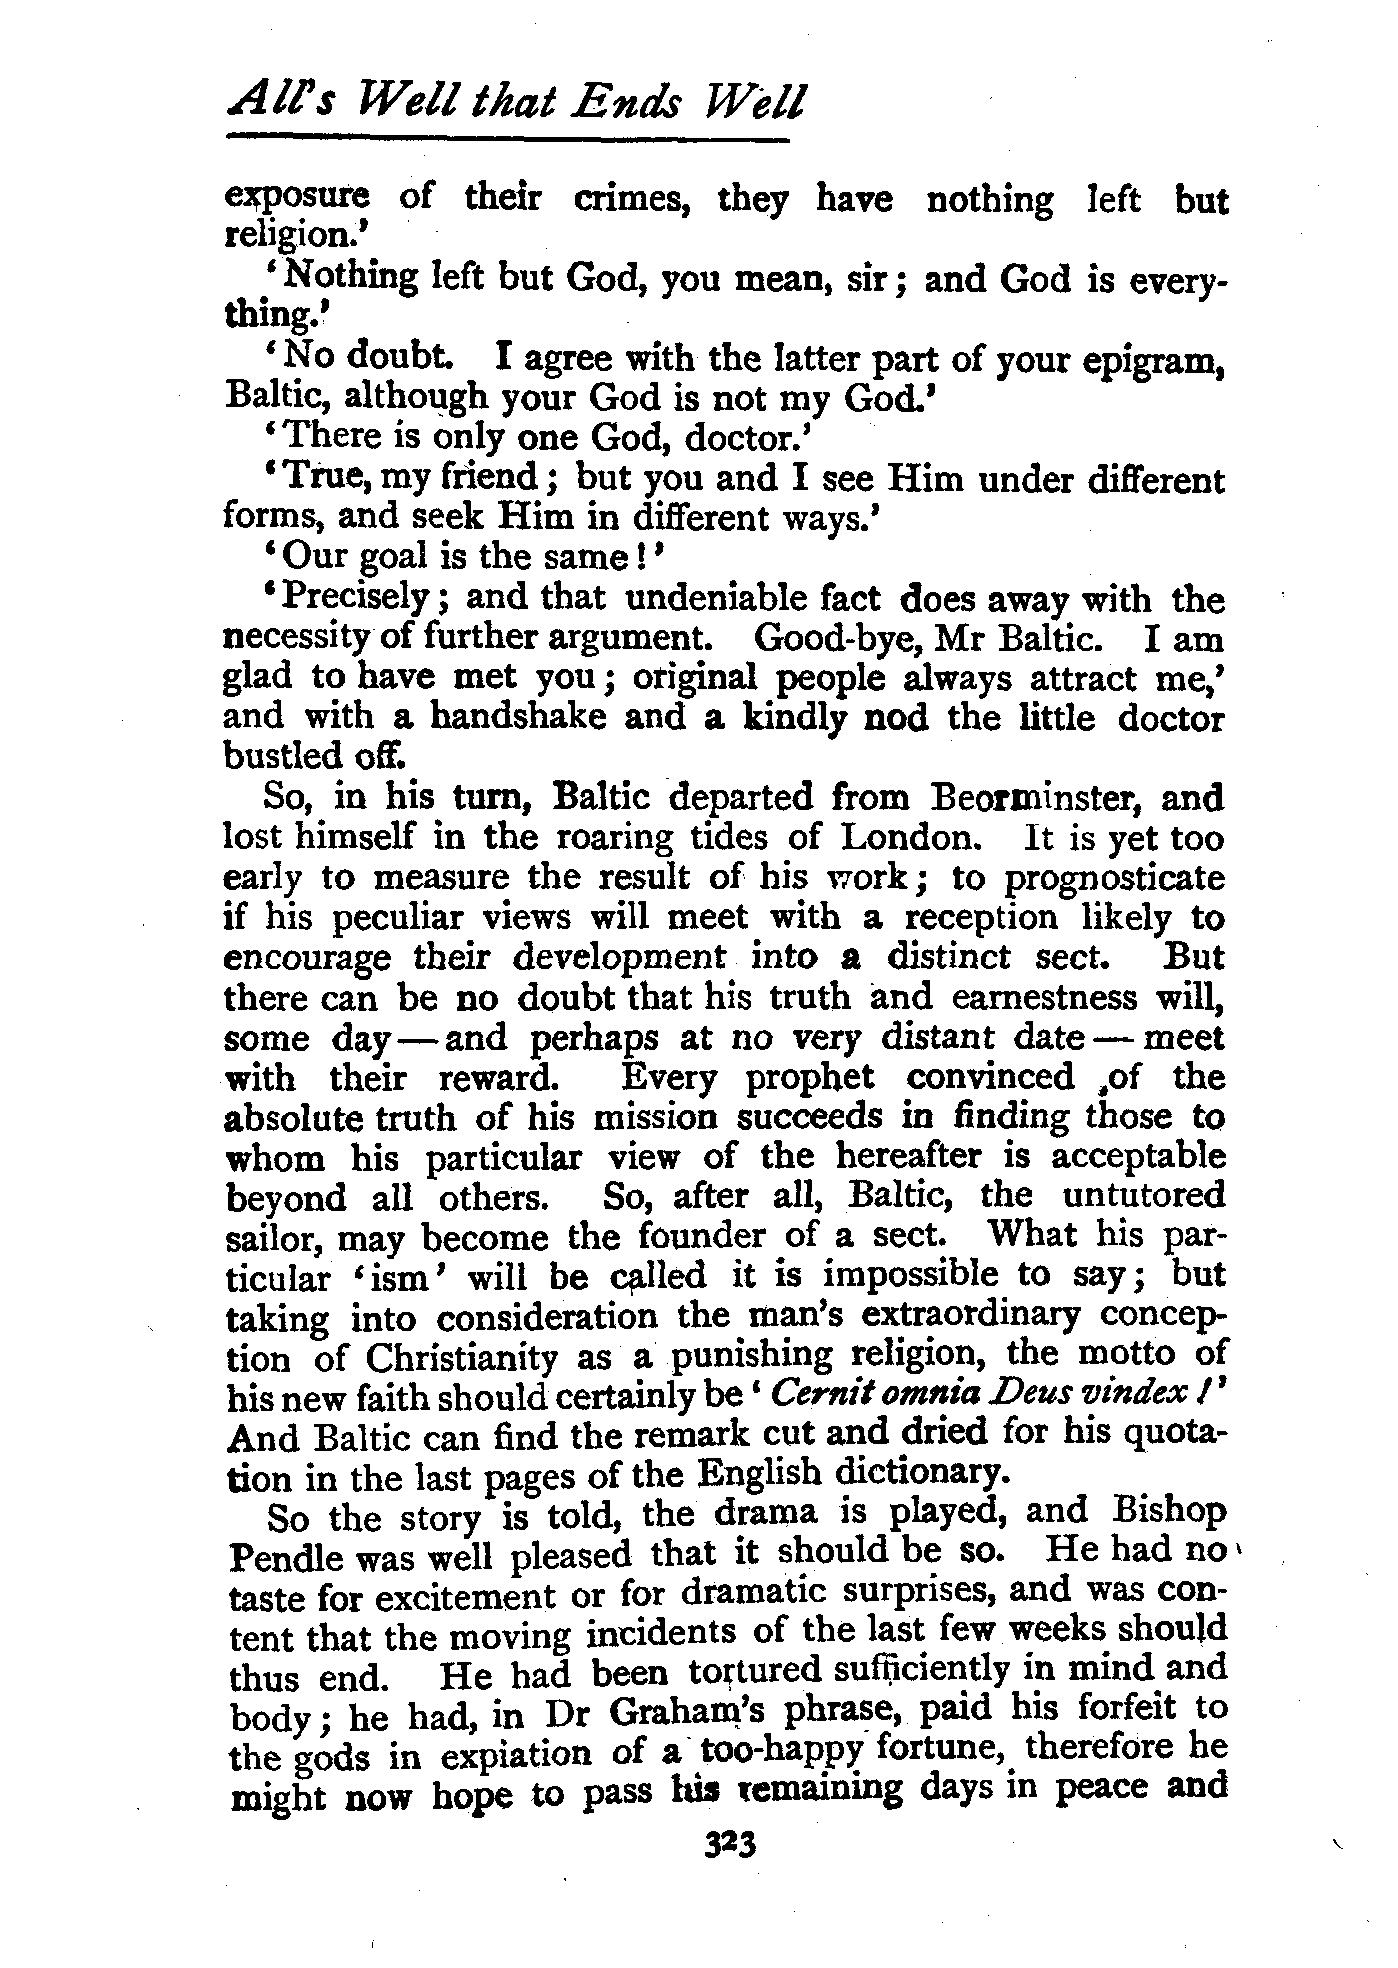 All's Well that Ends Well
exposure of their crimes, they have nothing left but
religion.'
'Nothing left but God, you mean, sir; and God is every-
thing.'
'No doubt. I agree with the latter part of your epigram,
Baltic, although your God is not my God.'
'There is only one God, doctor.'
'True, my friend; but you and I see Him under different
forms, and seek Him in different ways.'
'Our goal is the same!'
'Precisely; and that undeniable fact does away with the
necessity of further argument. Good-bye, Mr Baltic. I am
glad to have met you; original people always attract me,'
and with a handshake and a kindly nod the little doctor
bustled off.
So, in his turn, Baltic departed from Beorminster, and
lost himself in the roaring tides of London. It is yet too
early to measure the result of his work; to prognosticate
if his peculiar views will meet with a reception likely to
encourage their development into a distinct sect. But
there can be no doubt that his truth and earnestness will,
some day—and perhaps at no very distant date—meet
with their reward. Every prophet convinced of the
absolute truth of his mission succeeds in finding those to
whom his particular view of the hereafter is acceptable
beyond all others. So, after all, Baltic, the untutored
sailor, may become the founder of a sect. What his par-
ticular 'ism' will be called it is impossible to say; but
taking into consideration the man's extraordinary concep-
tion of Christianity as a punishing religion, the motto of
his new faith should certainly be 'Cernit omnia Deus vindex!'
And Baltic can find the remark cut and dried for his quota-
tion in the last pages of the English dictionary.
So the story is told, the drama is played, and Bishop
Pendle was well pleased that it should be so. He had no
taste for excitement or for dramatic surprises, and was con-
tent that the moving incidents of the last few weeks should
thus end. He had been tortured sufficiently in mind and
body; he had, in Dr Graham's phrase, paid his forfeit to
the gods in expiation of a too-happy fortune, therefore he
might now hope to pass his remaining days in peace and
323